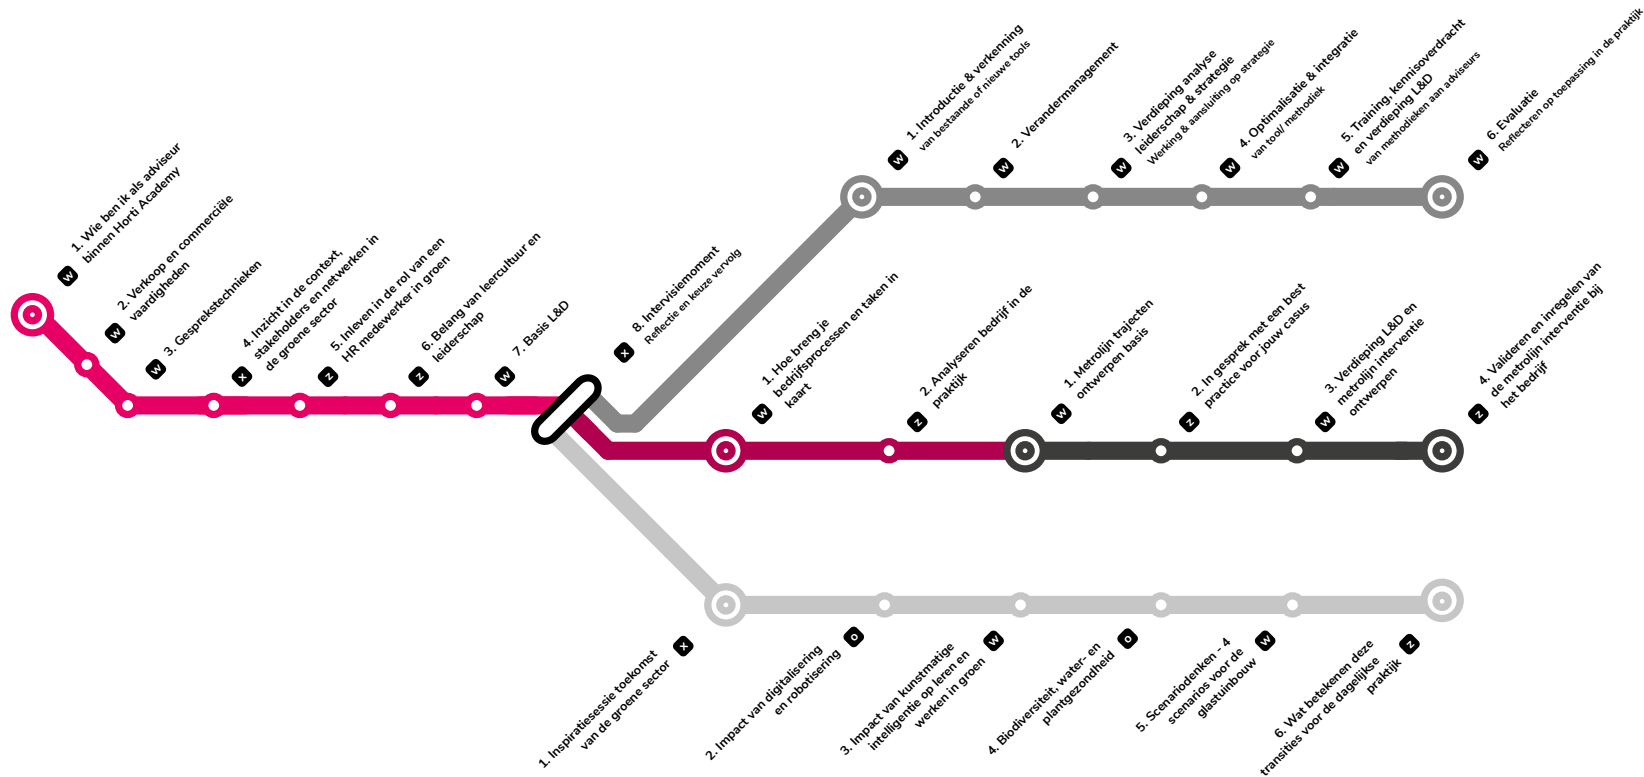 W
1. Wie ben ik als adviseur
binnen Horti Academy
W
2. Verkoop en commerciële
vaardigheden
W
3. Gesprekstechnieken
x
4. Inzicht in de context,
stakeholders en netwerken in
de groene sector
z
5. Inleven in de rol van een
HR medewerker in groen
z
6. Belang van leercultuur en
leiderschap
W
7. Basis L&D
x
8. Intervisiemoment
Reflectie en keuze vervolg
W
1. Introductie & verkenning
van bestaande of nieuwe tools
W
2. Verandermanagement
W
3. Verdieping analyse
leiderschap & strategie
Werking & aansluiting op strategie
W
4. Optimalisatie & integratie
van tool/ methodiek
W
5. Training, kennisoverdracht
en verdieping L&D
van methodieken aan adviseurs
W
6. Evaluatie
Reflecteren op toepassing in de praktijk
W
1. Hoe breng je
bedrijfsprocessen en taken in
kaart
z
2. Analyseren bedrijf in de
praktijk
W
1. Metrolijn trajecten
ontwerpen basis
z
2. In gesprek met een best
practice voor jouw casus
W
3. Verdieping L&D en
metrolijn interventie
ontwerpen
z
4. Valideren en inregelen van
de metrolijn interventie bij
het bedrijf
x
1. Inspiratiesessie toekomst
van de groene sector
o
2. Impact van digitalisering
en robotisering
W
3. Impact van kunstmatige
intelligentie op leren en
werken in groen
o
4. Biodiversiteit, water- en
plantgezondheid
W
5. Scenariodenken - 4
scenarios voor de
glastuinbouw
z
6. Wat betekenen deze
transities voor de dagelijkse
praktijk